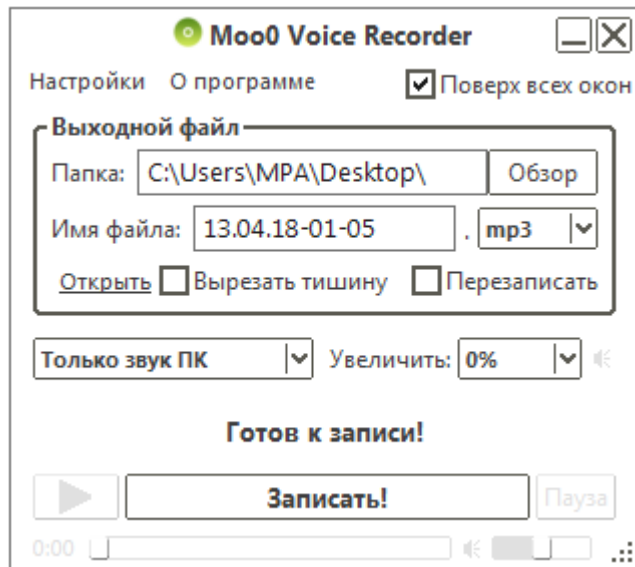 Moo0 Voice Recorder
Настройки О программе Поверх всех окон
Выходной файл
Папка: C:\Users\MPA\Desktop\ Обзор
Имя файла: 13.04.18-01-05 . mp3
Открыть Вырезать тишину Перезаписать
Только звук ПК Увеличить: 0%
Готов к записи!
Записать! Пауза
0:00